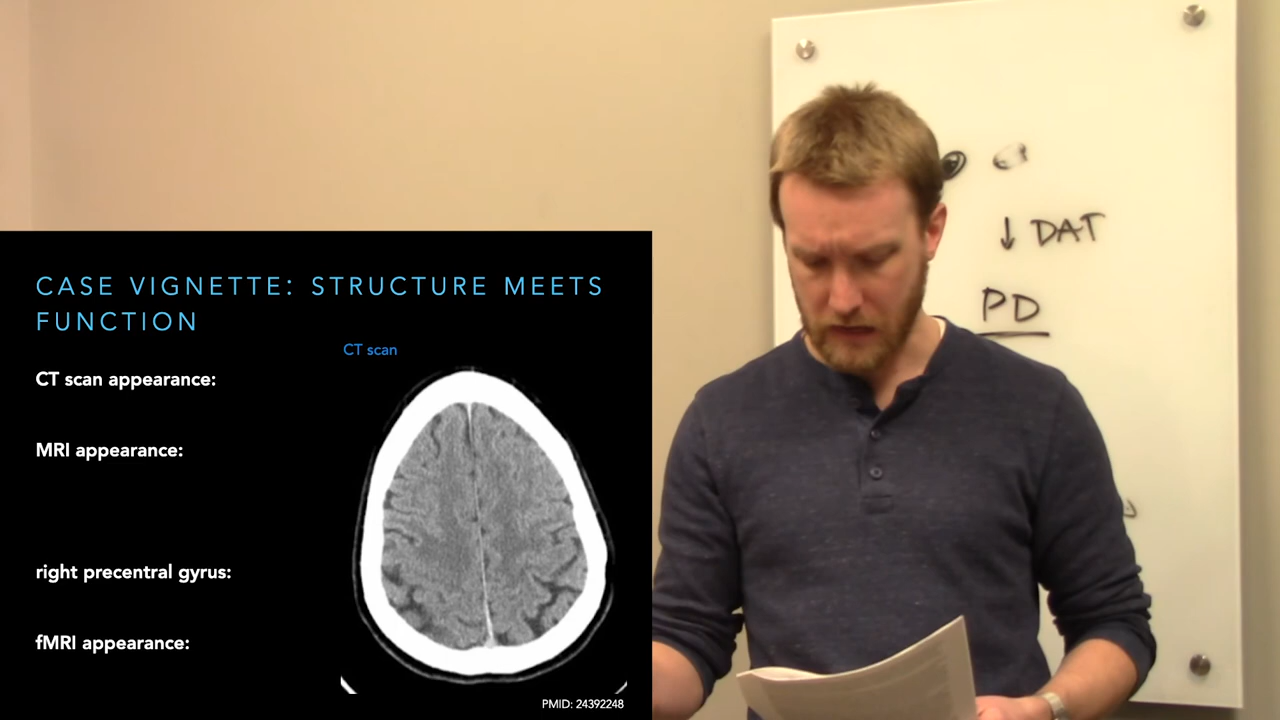 CASE VIGNETTE: STRUCTURE MEETS
FUNCTION
CT scan
CT scan appearance:
MRI appearance:
right precentral gyrus:
fMRI appearance:
PMID: 24392248
↓ DAT
PD